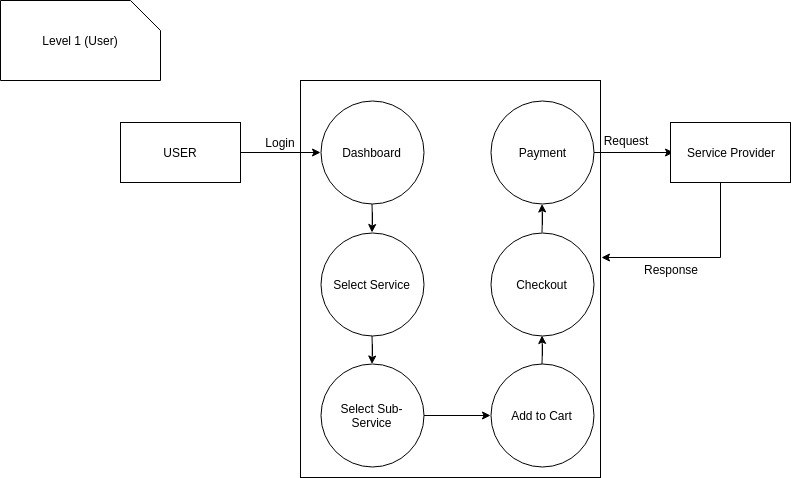 Level 1 (User)
USER
Login
Dashboard
Payment
Request
Service Provider
Select Service
Checkout
Response
Select Sub-
Service
Add to Cart